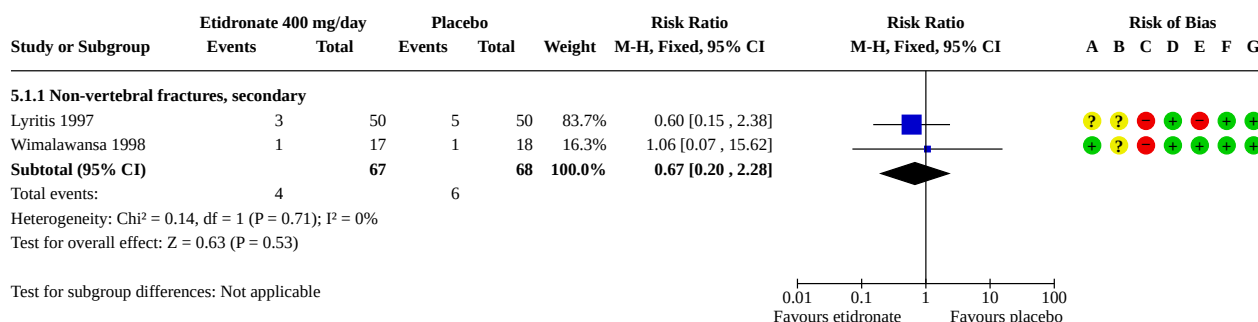 Etidronate 400 mg/day Placebo Risk Ratio Risk Ratio Risk of Bias
Study or Subgroup Events Total Events Total Weight M-H, Fixed, 95% CI M-H, Fixed, 95% CI A B C D E F G
5.1.1 Non-vertebral fractures, secondary
Lyritis 1997 3 50 5 50 83.7% 0.60 [0.15 , 2.38] ? ? − + − + +
Wimalawansa 1998 1 17 1 18 16.3% 1.06 [0.07 , 15.62] + ? − + + + +
Subtotal (95% CI) 67 68 100.0% 0.67 [0.20 , 2.28]
Total events: 4 6
Heterogeneity: Chi² = 0.14, df = 1 (P = 0.71); I² = 0%
Test for overall effect: Z = 0.63 (P = 0.53)
Test for subgroup differences: Not applicable
0.01 0.1 1 10 100
Favours etidronate Favours placebo